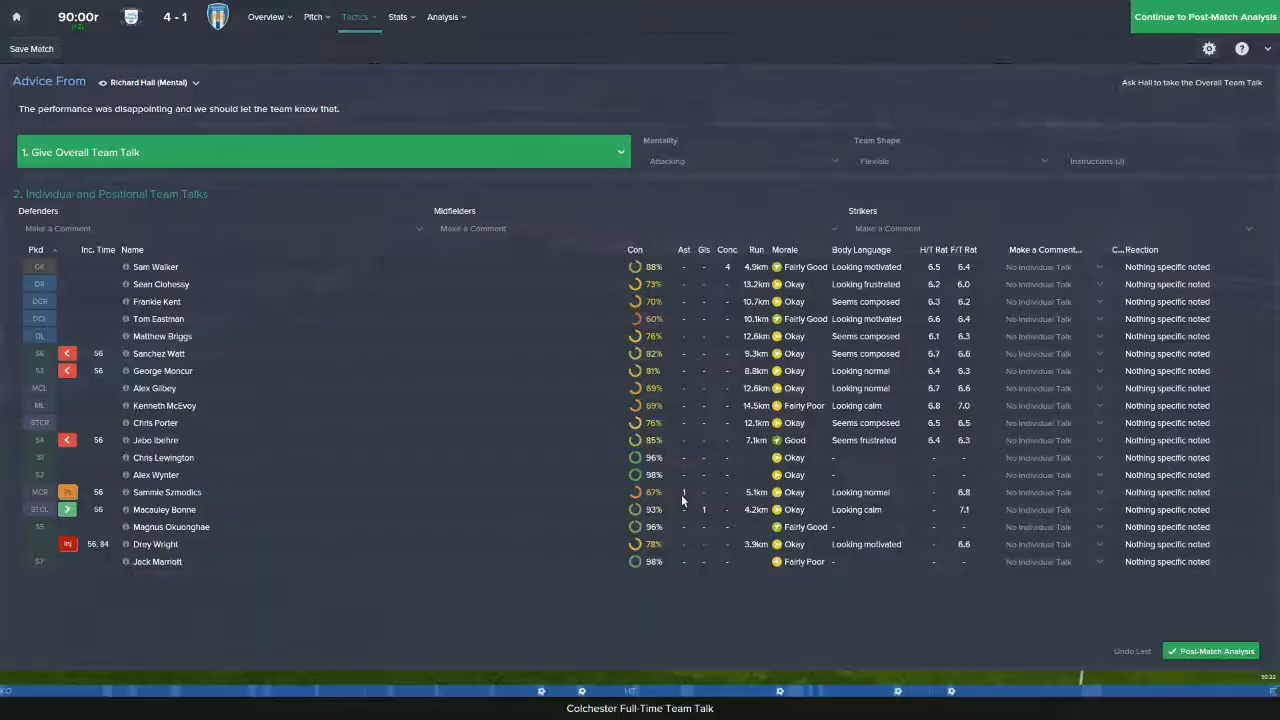 90:00r 4 - 1 Overview Pitch Tactics Stats Analysis Continue to Post-Match Analysis
(+2)
Save Match
Advice From Richard Hall (Mental) Ask Hall to take the Overall Team Talk
The performance was disappointing and we should let the team know that.
Mentality Team Shape
1. Give Overall Team Talk
Attacking Flexible Instructions (J)
2. Individual and Positional Team Talks
Defenders Midfielders Strikers
Make a Comment Make a Comment Make a Comment
Pkd Inc. Time Name Con Ast Gls Conc Run Morale Body Language H/T Rat F/T Rat Make a Comment... C... Reaction
GK Sam Walker 88% - - 4 4.9km Fairly Good Looking motivated 6.5 6.4 No Individual Talk Nothing specific noted
DR Sean Clohessy 73% - - - 13.2km Okay Looking frustrated 6.2 6.0 No Individual Talk Nothing specific noted
DCR Frankie Kent 70% - - - 10.7km Okay Seems composed 6.3 6.2 No Individual Talk Nothing specific noted
DCL Tom Eastman 60% - - - 10.1km Fairly Good Looking motivated 6.6 6.4 No Individual Talk Nothing specific noted
DL Matthew Briggs 76% - - - 12.6km Okay Seems composed 6.1 6.3 No Individual Talk Nothing specific noted
S6 56 Sanchez Watt 82% - - - 9.3km Okay Seems composed 6.7 6.6 No Individual Talk Nothing specific noted
S3 56 George Moncur 81% - - - 8.8km Okay Looking normal 6.4 6.3 No Individual Talk Nothing specific noted
MCL Alex Gilbey 69% - - - 12.6km Okay Looking normal 6.7 6.6 No Individual Talk Nothing specific noted
ML Kenneth McEvoy 69% - - - 14.5km Fairly Poor Looking calm 6.8 7.0 No Individual Talk Nothing specific noted
STCR Chris Porter 76% - - - 12.1km Okay Seems composed 6.5 6.5 No Individual Talk Nothing specific noted
S4 56 Jabo Ibehre 85% - - - 7.1km Good Seems frustrated 6.4 6.3 No Individual Talk Nothing specific noted
S1 Chris Lewington 96% - - - Okay - - - No Individual Talk Nothing specific noted
S2 Alex Wynter 98% - - - Okay - - - No Individual Talk Nothing specific noted
MCR 56 Sammie Szmodics 67% 1 - - 5.1km Okay Looking normal - 6.8 No Individual Talk Nothing specific noted
STCL 56 Macauley Bonne 93% - 1 - 4.2km Okay Looking calm - 7.1 No Individual Talk Nothing specific noted
S5 Magnus Okuonghae 96% - - - Fairly Good - - - No Individual Talk Nothing specific noted
Inj 56, 84 Drey Wright 78% - - - 3.9km Okay Looking motivated - 6.6 No Individual Talk Nothing specific noted
S7 Jack Marriott 98% - - - Fairly Poor - - - No Individual Talk Nothing specific noted
Undo Last Post-Match Analysis
KO HT
Colchester Full-Time Team Talk